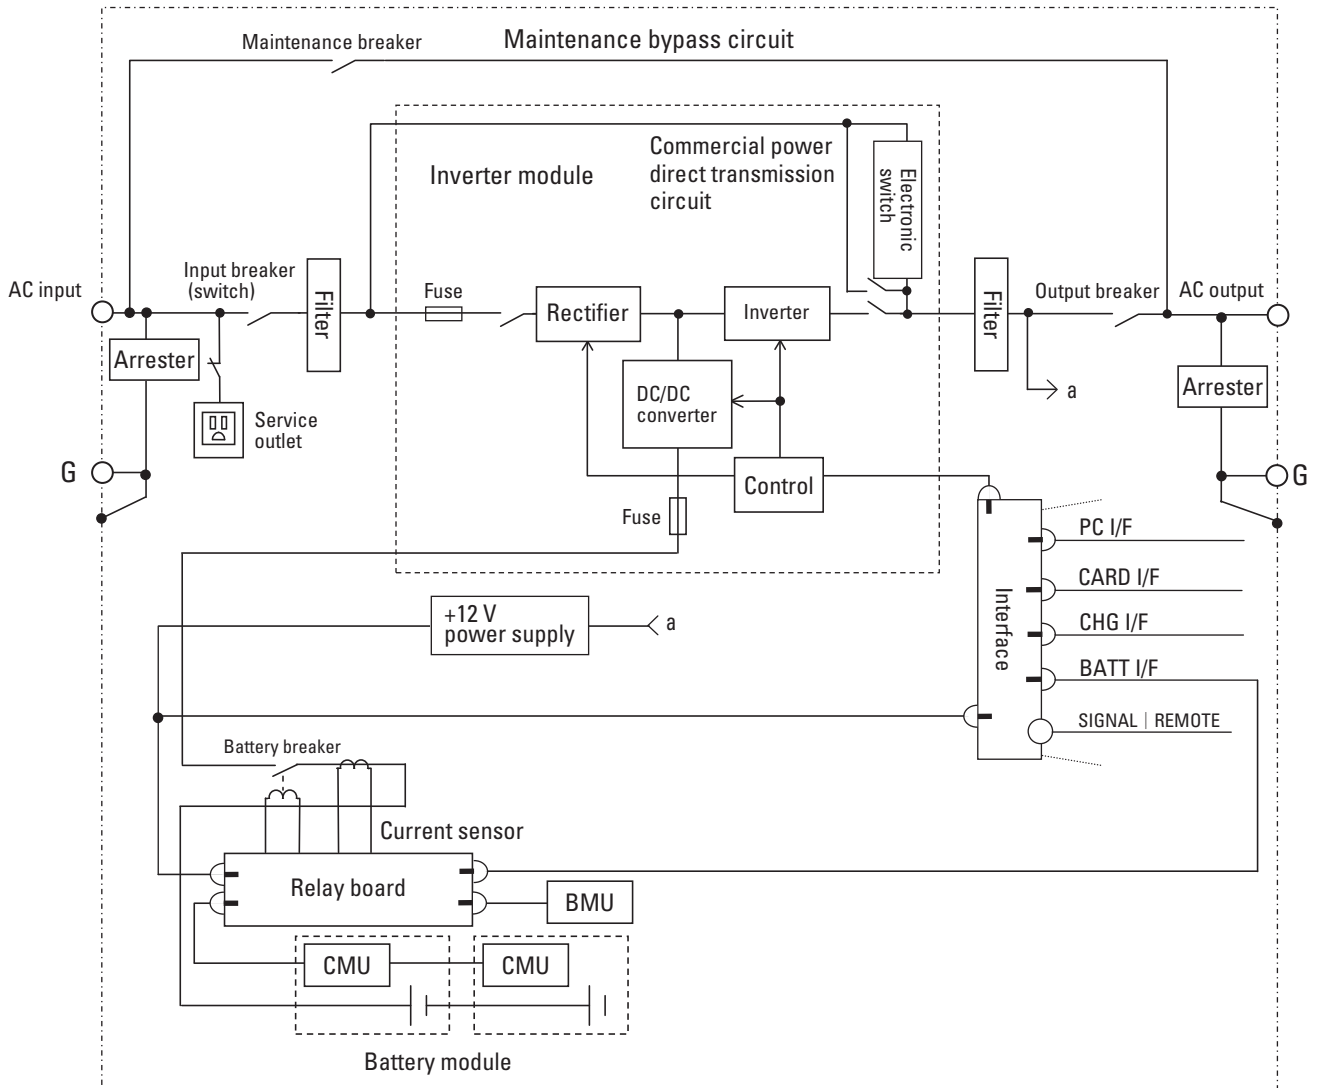 Maintenance breaker
Maintenance bypass circuit
Inverter module
Commercial power
direct transmission
circuit
Electronic
switch
AC input
Input breaker
(switch)
Filter
Fuse
Rectifier
Inverter
Filter
Output breaker
AC output
Arrester
Service
outlet
DC/DC
converter
a
Arrester
G
Control
Fuse
G
Interface
PC I/F
CARD I/F
CHG I/F
BATT I/F
SIGNAL | REMOTE
+12 V
power supply
a
Battery breaker
Current sensor
Relay board
BMU
CMU
CMU
Battery module